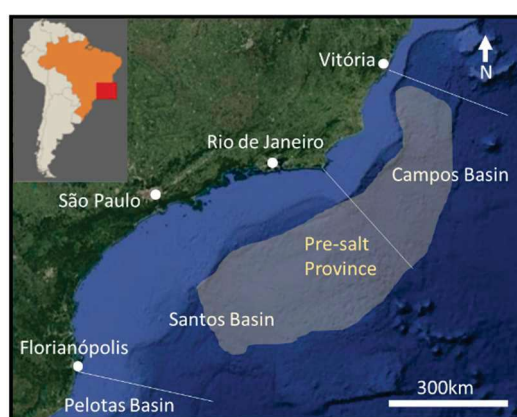 Vitória
N
Rio de Janeiro
Campos Basin
São Paulo
Pre-salt
Province
Santos Basin
Florianópolis
300km
Pelotas Basin